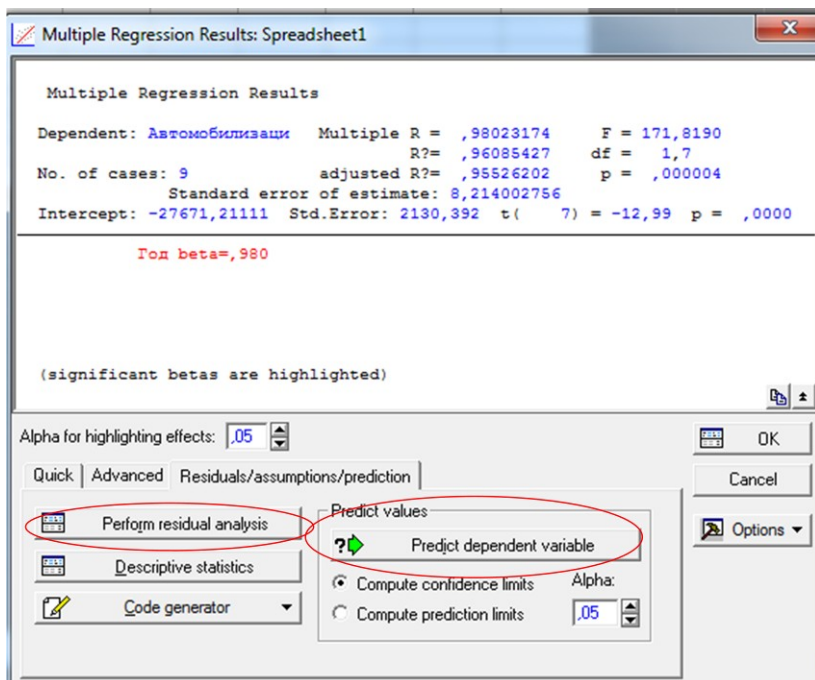 Multiple Regression Results: Spreadsheet1
Multiple Regression Results
Dependent: Автомобилизаци Multiple R = ,98023174 F = 171,8190
R?= ,96085427 df = 1,7
No. of cases: 9 adjusted R?= ,95526202 p = ,000004
Standard error of estimate: 8,214002756
Intercept: -27671,21111 Std.Error: 2130,392 t( 7) = -12,99 p = ,0000
Год beta=,980
(significant betas are highlighted)
Alpha for highlighting effects: ,05
OK
Quick Advanced Residuals/assumptions/prediction
Cancel
Perform residual analysis
Predict values
Predict dependent variable
Options
Descriptive statistics
Compute confidence limits Alpha:
Code generator
Compute prediction limits ,05